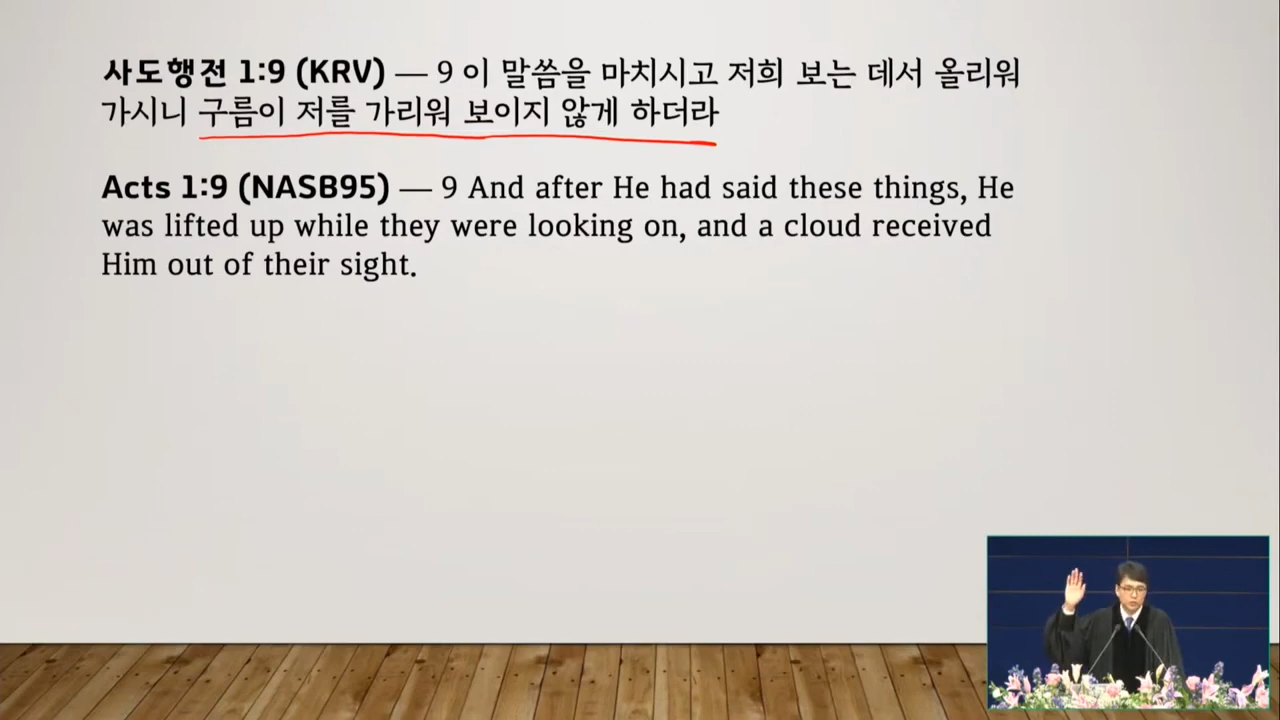 사도행전 1:9 (KRV) — 9 이 말씀을 마치시고 저희 보는 데서 올리워
가시니 구름이 저를 가리워 보이지 않게 하더라
Acts 1:9 (NASB95) — 9 And after He had said these things, He
was lifted up while they were looking on, and a cloud received
Him out of their sight.